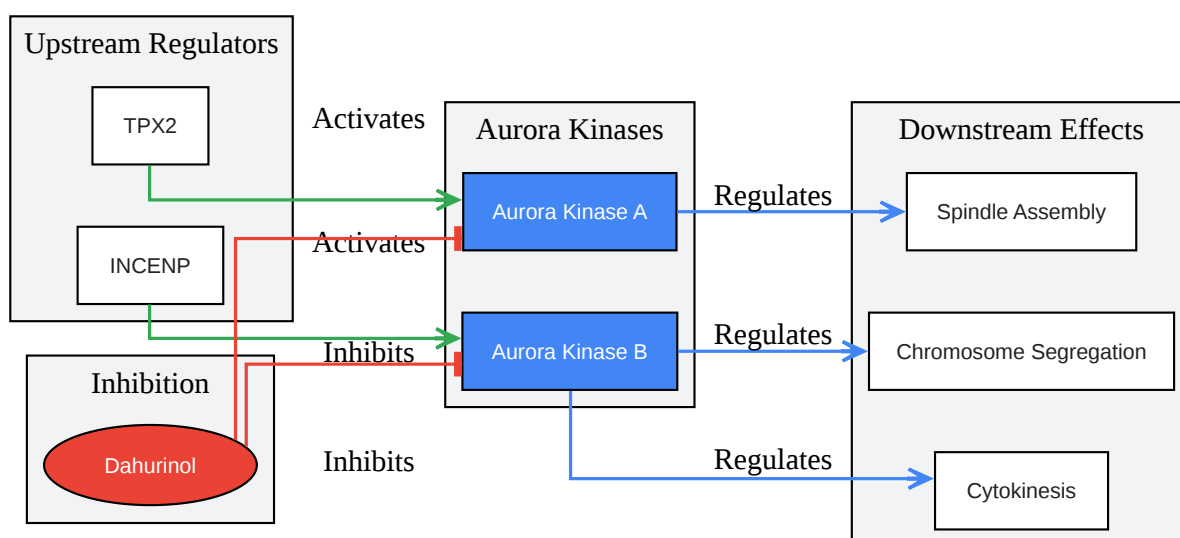 Upstream Regulators
TPX2
INCENP
Inhibition
Dahurinol
Activates
Activates
Inhibits
Inhibits
Aurora Kinases
Aurora Kinase A
Aurora Kinase B
Regulates
Regulates
Regulates
Downstream Effects
Spindle Assembly
Chromosome Segregation
Cytokinesis